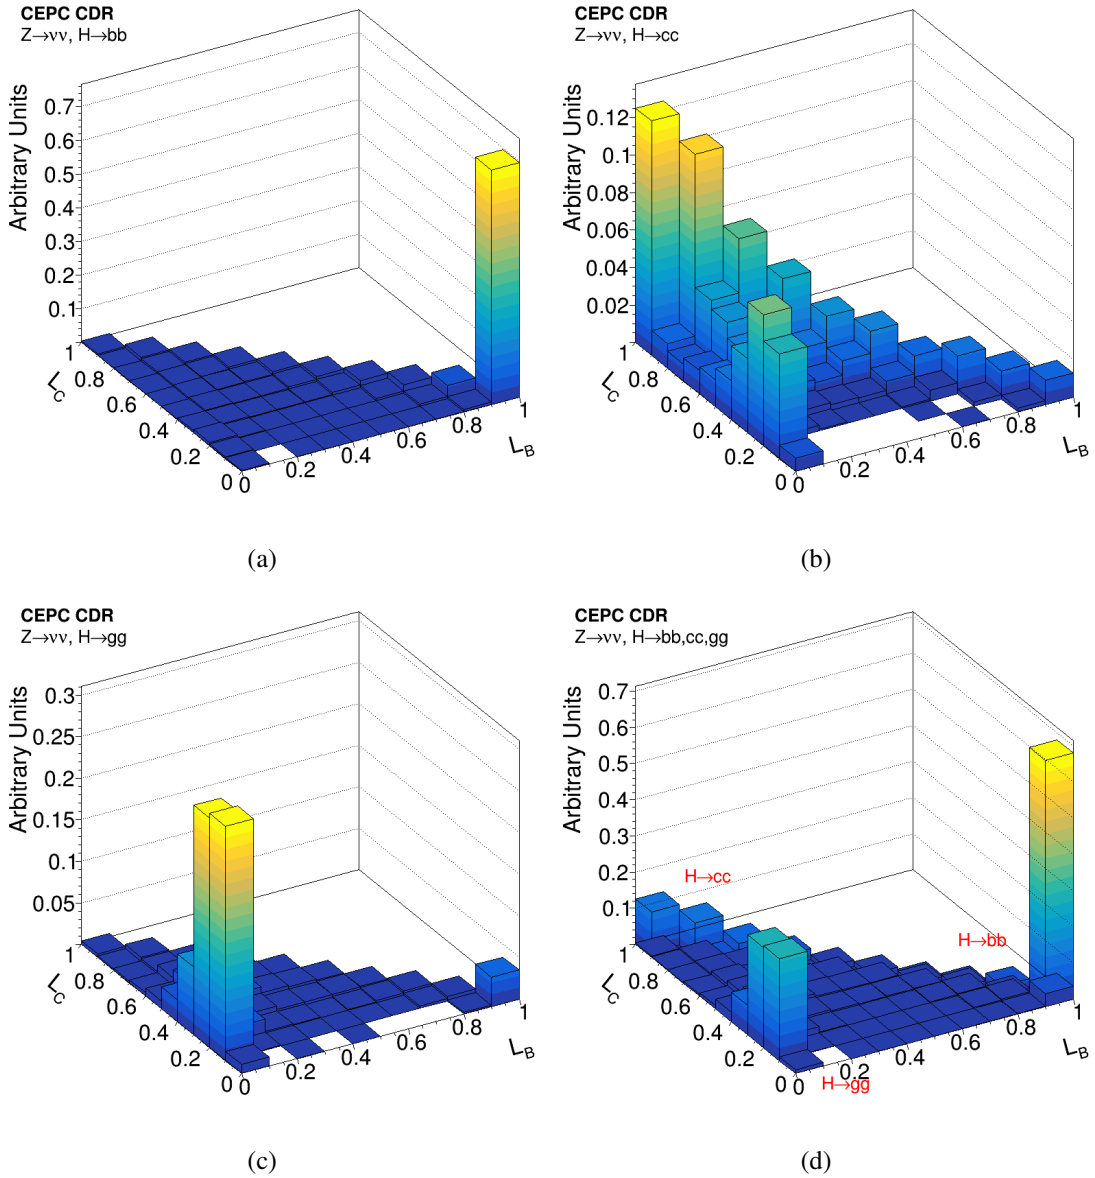 CEPC CDR
Z→νν, H→bb
Arbitrary Units
0.7
0.6
0.5
0.4
0.3
0.2
0.1
1
0.8
0.6
0.4
0.2
0
L_C
0
0.2
0.4
0.6
0.8
1
L_B
(a)
CEPC CDR
Z→νν, H→cc
Arbitrary Units
0.12
0.1
0.08
0.06
0.04
0.02
1
0.8
0.6
0.4
0.2
0
L_C
0
0.2
0.4
0.6
0.8
1
L_B
(b)
CEPC CDR
Z→νν, H→gg
Arbitrary Units
0.3
0.25
0.2
0.15
0.1
0.05
1
0.8
0.6
0.4
0.2
0
L_C
0
0.2
0.4
0.6
0.8
1
L_B
(c)
CEPC CDR
Z→νν, H→bb,cc,gg
Arbitrary Units
0.7
0.6
0.5
0.4
0.3
0.2
0.1
H→cc
H→bb
1
0.8
0.6
0.4
0.2
0
L_C
0
0.2
0.4
0.6
0.8
1
L_B
H→gg
(d)